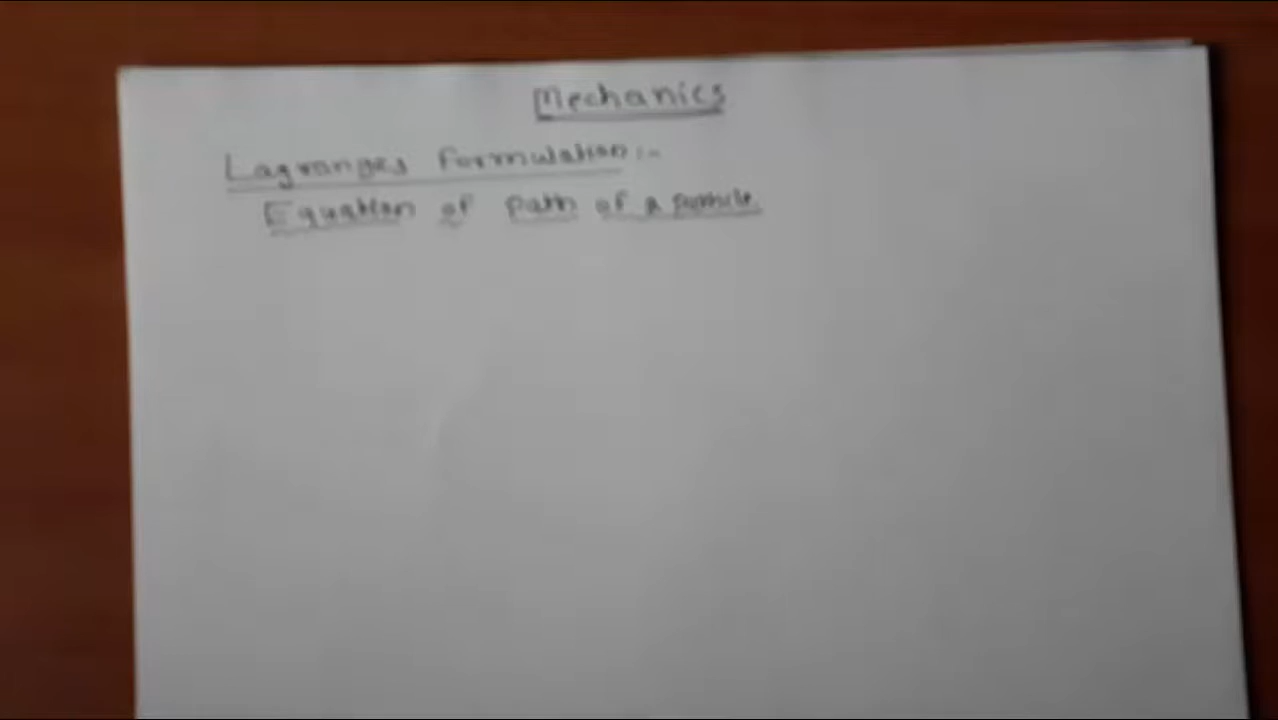 Mechanics
Lagranges Formulation:-
Equation of path of a particle.